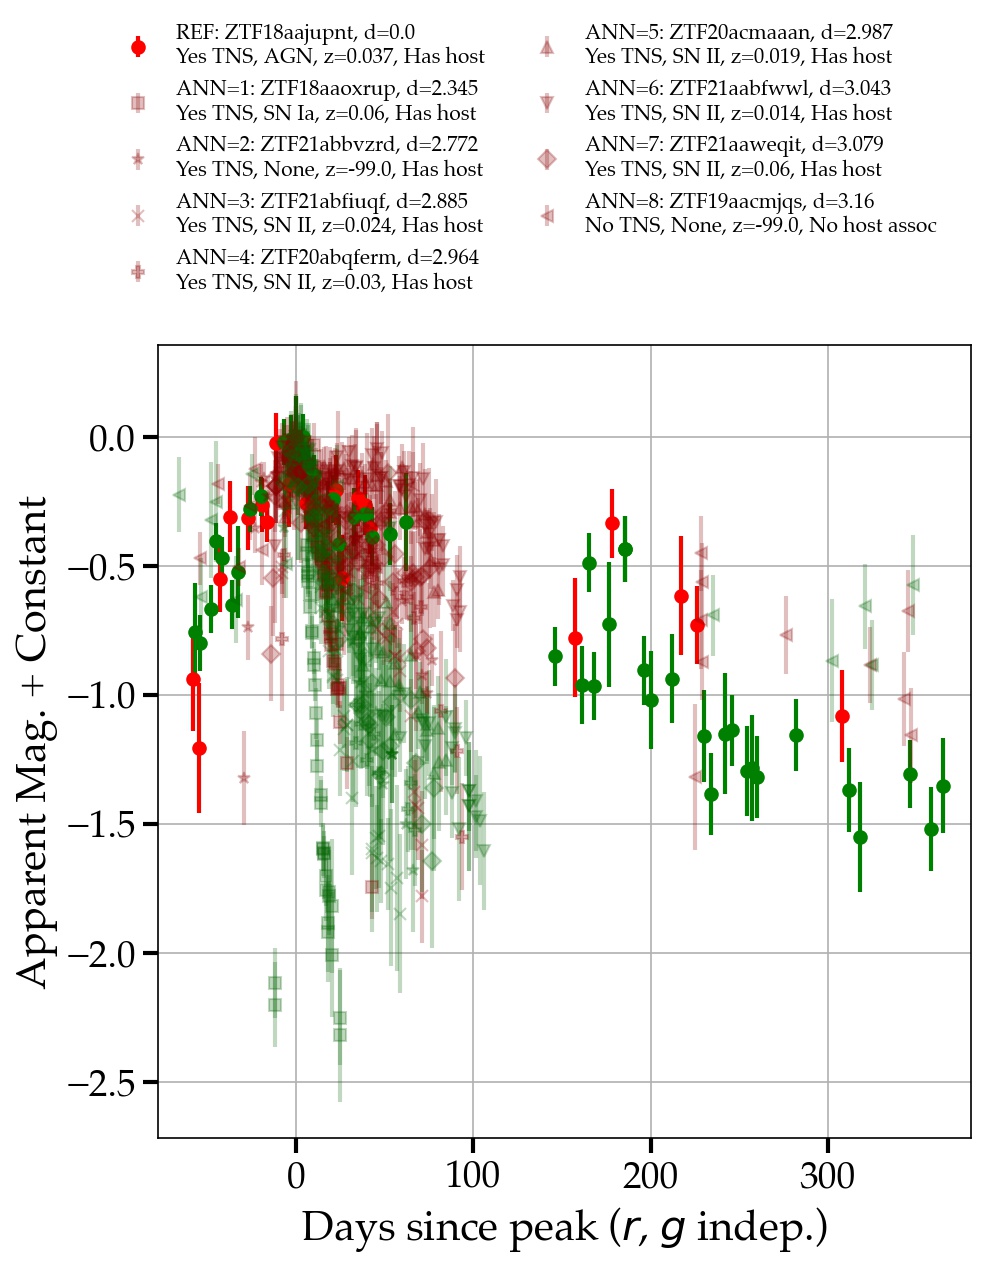 REF: ZTF18aajupnt, d=0.0
Yes TNS, AGN, z=0.037, Has host
ANN=1: ZTF18aaoxrup, d=2.345
Yes TNS, SN Ia, z=0.06, Has host
ANN=2: ZTF21abbvzrd, d=2.772
Yes TNS, None, z=-99.0, Has host
ANN=3: ZTF21abfiuqf, d=2.885
Yes TNS, SN II, z=0.024, Has host
ANN=4: ZTF20abqferm, d=2.964
Yes TNS, SN II, z=0.03, Has host
ANN=5: ZTF20acmaaan, d=2.987
Yes TNS, SN II, z=0.019, Has host
ANN=6: ZTF21aabfwwl, d=3.043
Yes TNS, SN II, z=0.014, Has host
ANN=7: ZTF21aaweqit, d=3.079
Yes TNS, SN II, z=0.06, Has host
ANN=8: ZTF19aacmjqs, d=3.16
No TNS, None, z=-99.0, No host assoc
Apparent Mag. + Constant
0.0
−0.5
−1.0
−1.5
−2.0
−2.5
0
100
200
300
Days since peak (r, g indep.)